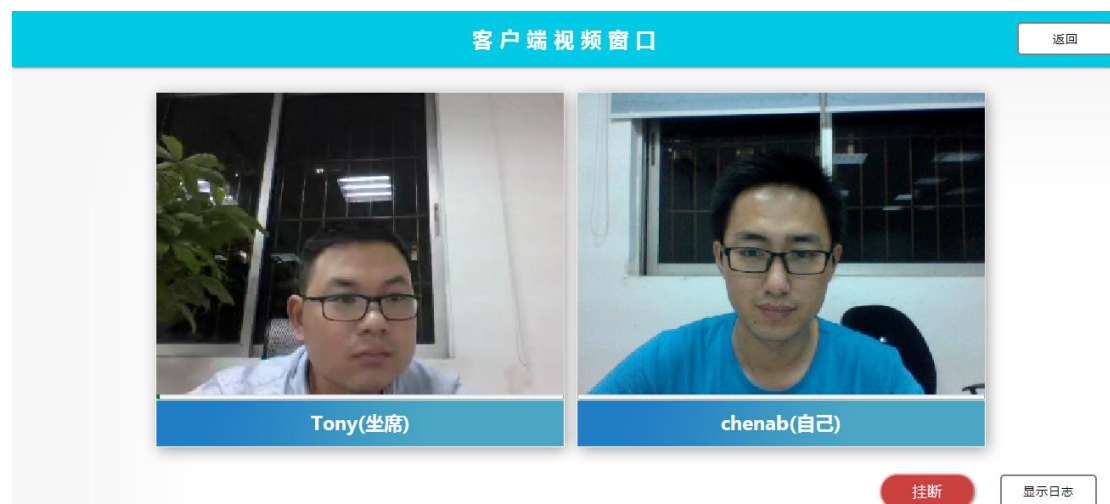 客户端视频窗口
返回
Tony(坐席)
chenab(自己)
挂断
显示日志